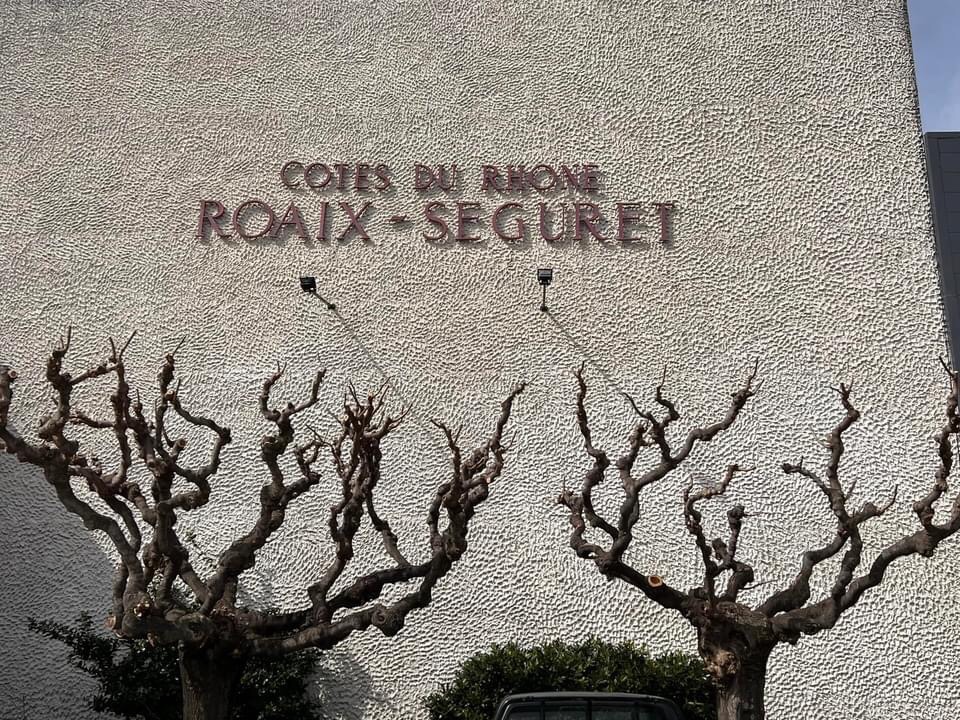 COTES DU RHONE
ROAIX - SEGURET